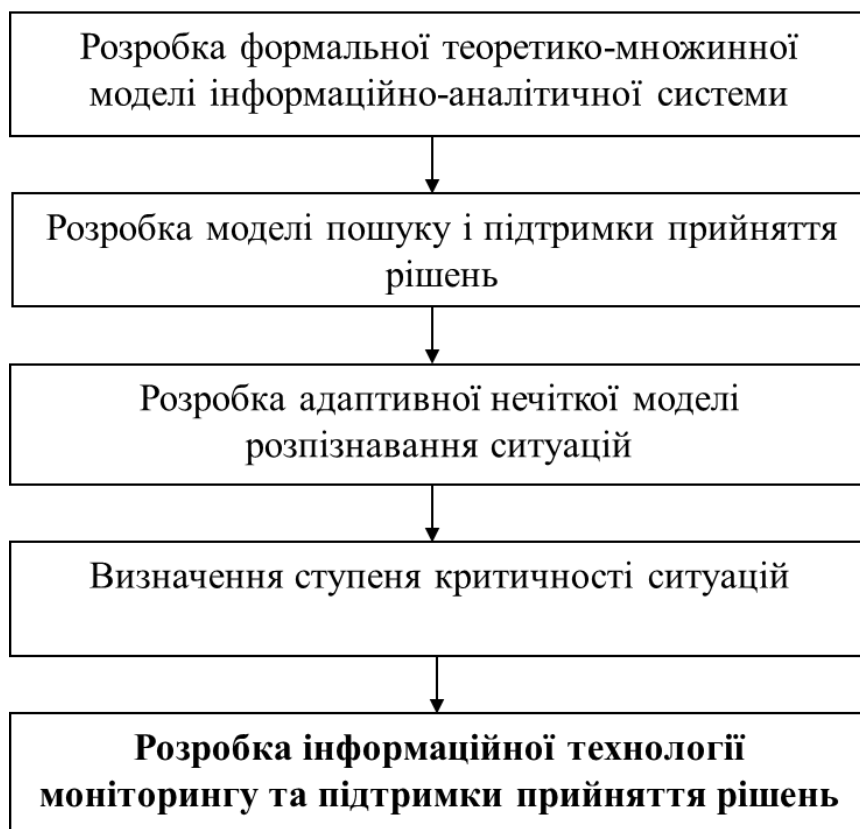 Розробка формальної теоретико-множинної
моделі інформаційно-аналітичної системи
Розробка моделі пошуку і підтримки прийняття
рішень
Розробка адаптивної нечіткої моделі
розпізнавання ситуацій
Визначення ступеня критичності ситуацій
Розробка інформаційної технології
моніторингу та підтримки прийняття рішень